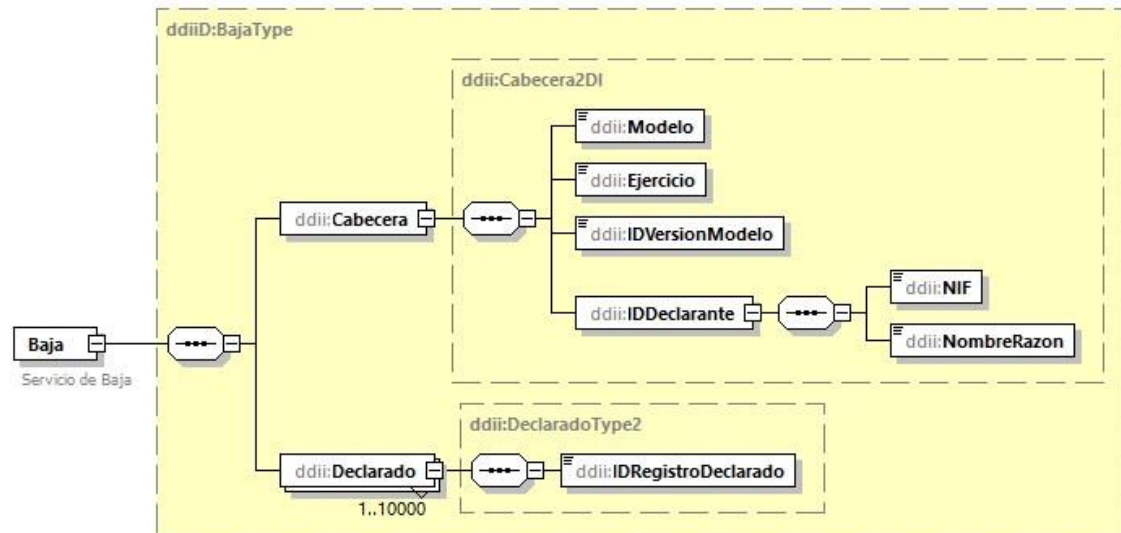 ddiiD:BajaType
ddii:Cabecera2DI
ddii:Modelo
ddii:Ejercicio
ddii:Cabecera
ddii:IDVersionModelo
ddii:NIF
ddii:IDDeclarante
ddii:NombreRazon
Baja
Servicio de Baja
ddii:DeclaradoType2
ddii:Declarado
ddii:IDRegistroDeclarado
1..10000